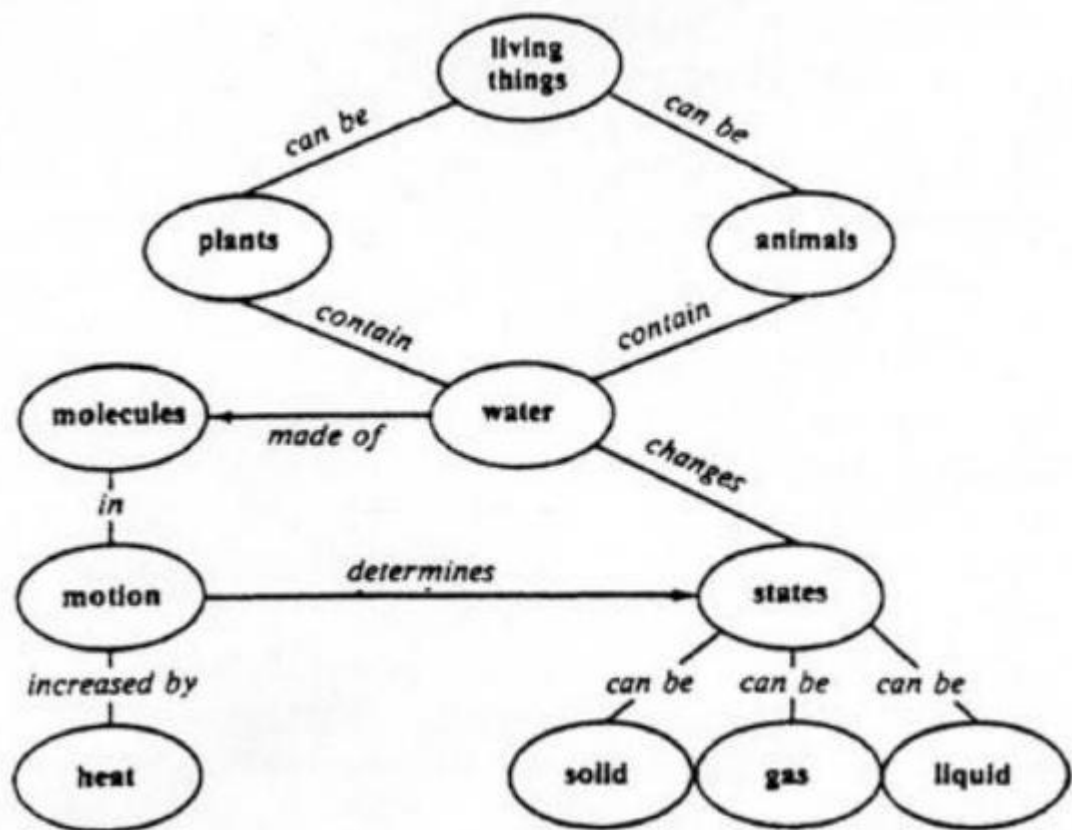 living
things
can be
can be
plants
animals
contain
contain
molecules
made of
water
changes
in
motion
determines
states
increased by
can be
can be
can be
heat
solid
gas
liquid